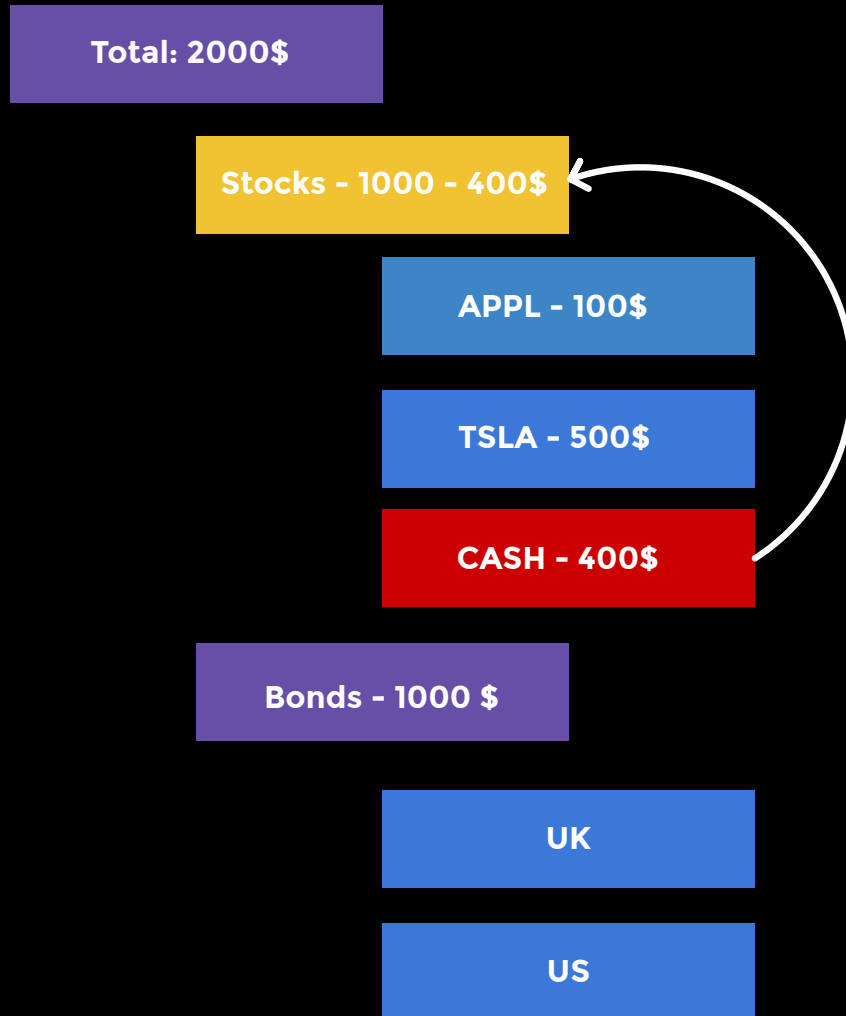 Total: 2000$
Stocks - 1000 - 400$
APPL - 100$
TSLA - 500$
CASH - 400$
Bonds - 1000 $
UK
US